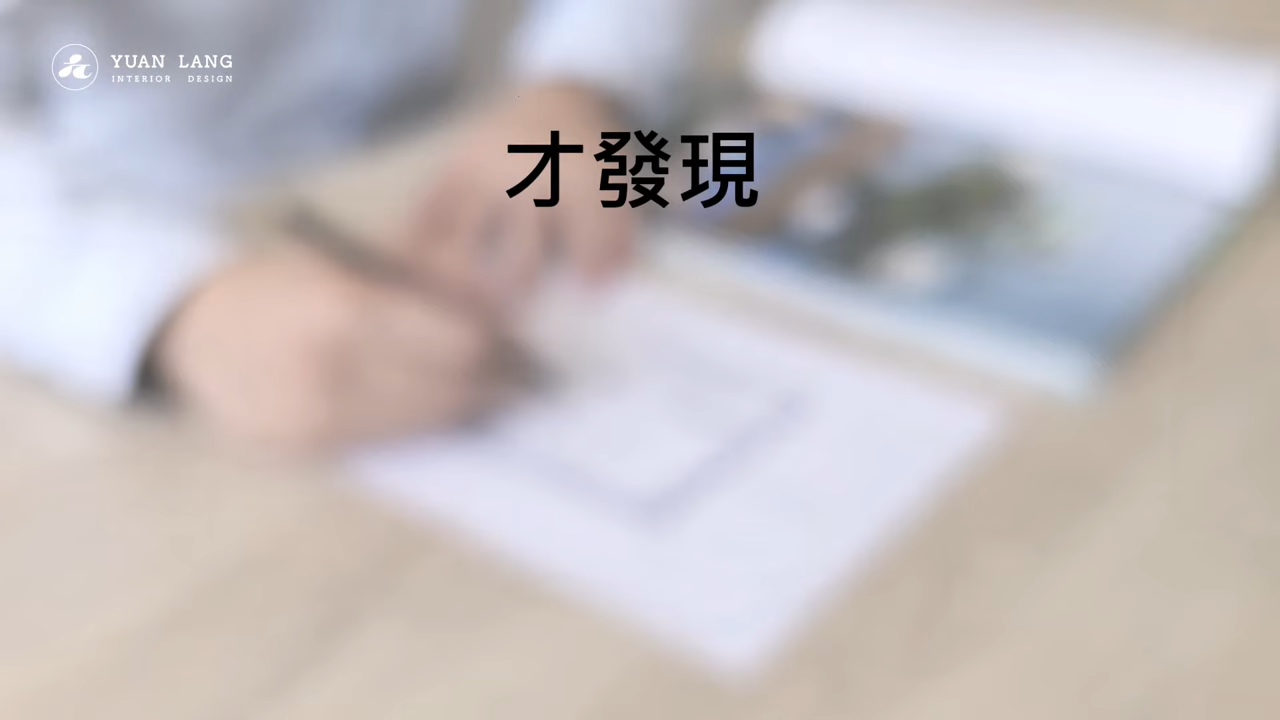 YUAN LANG
INTERIOR DESIGN
才發現